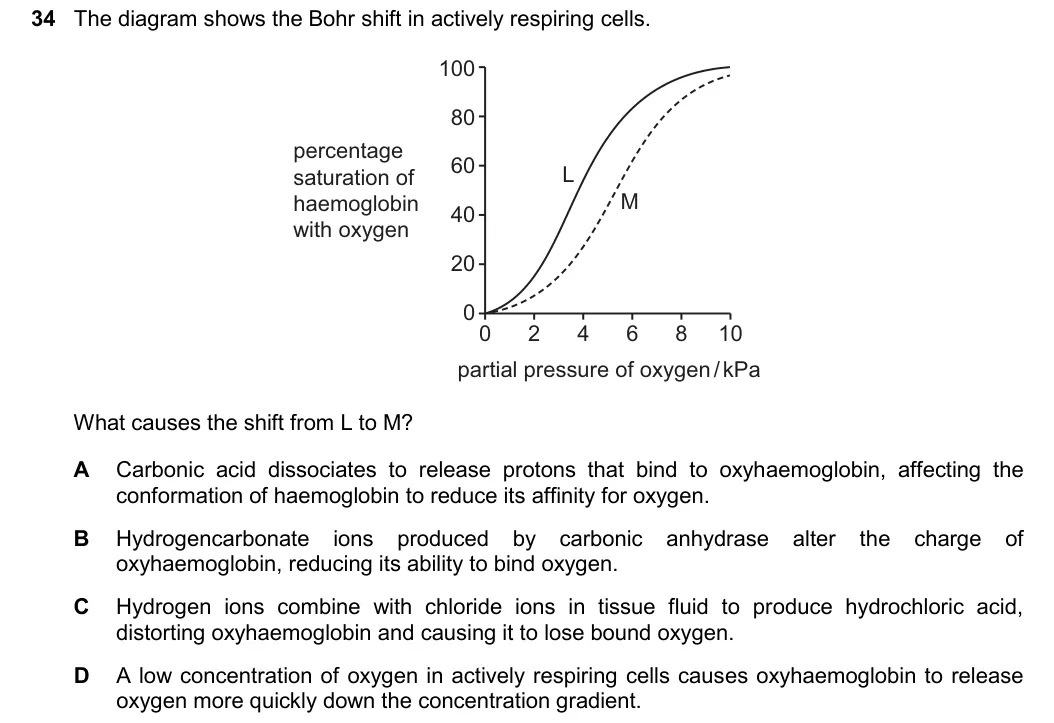 34 The diagram shows the Bohr shift in actively respiring cells.
100
80
60
40
20
0
percentage
saturation of
haemoglobin
with oxygen
L
M
0 2 4 6 8 10
partial pressure of oxygen / kPa
What causes the shift from L to M?
A Carbonic acid dissociates to release protons that bind to oxyhaemoglobin, affecting the
conformation of haemoglobin to reduce its affinity for oxygen.
B Hydrogencarbonate ions produced by carbonic anhydrase alter the charge of
oxyhaemoglobin, reducing its ability to bind oxygen.
C Hydrogen ions combine with chloride ions in tissue fluid to produce hydrochloric acid,
distorting oxyhaemoglobin and causing it to lose bound oxygen.
D A low concentration of oxygen in actively respiring cells causes oxyhaemoglobin to release
oxygen more quickly down the concentration gradient.